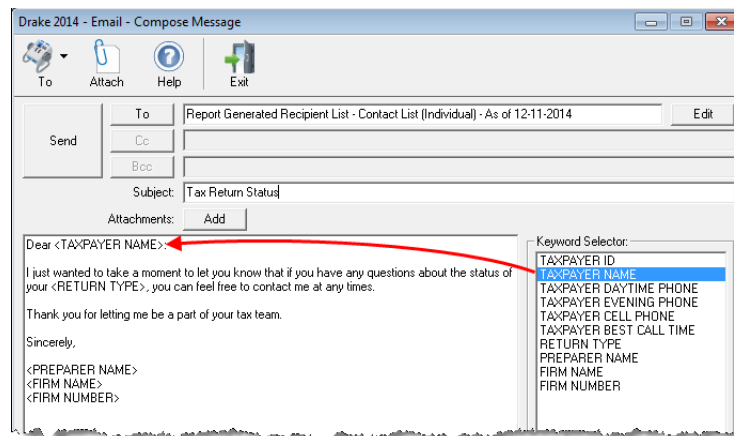 Drake 2014 - Email - Compose Message
To Attach Help Exit
Send
To Report Generated Recipient List - Contact List (Individual) - As of 12-11-2014 Edit
Cc
Bcc
Subject: Tax Return Status
Attachments: Add
Dear <TAXPAYER NAME>:
I just wanted to take a moment to let you know that if you have any questions about the status of
your <RETURN TYPE>, you can feel free to contact me at any times.
Thank you for letting me be a part of your tax team.
Sincerely,
<PREPARER NAME>
<FIRM NAME>
<FIRM NUMBER>
Keyword Selector:
TAXPAYER ID
TAXPAYER NAME
TAXPAYER DAYTIME PHONE
TAXPAYER EVENING PHONE
TAXPAYER CELL PHONE
TAXPAYER BEST CALL TIME
RETURN TYPE
PREPARER NAME
FIRM NAME
FIRM NUMBER